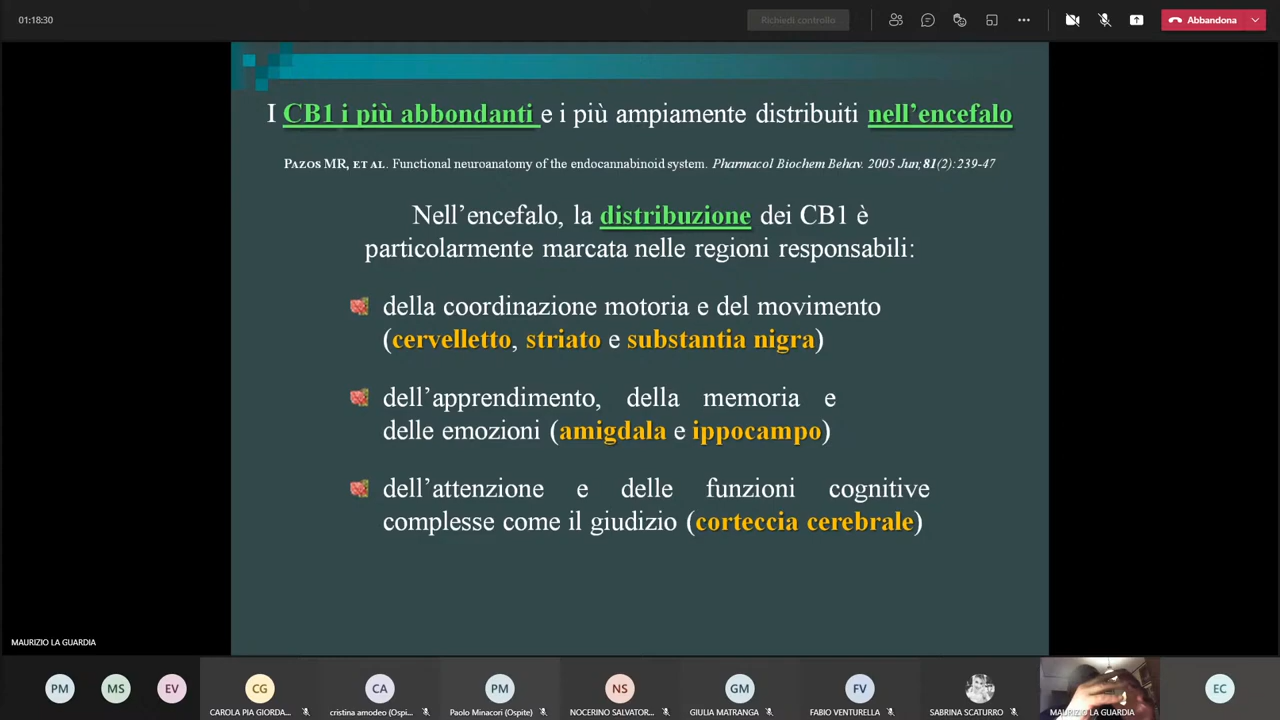 01:18:30
Richiedi controllo
Abbandona
I CB1 i più abbondanti e i più ampiamente distribuiti nell’encefalo
PAZOS MR, ET AL. Functional neuroanatomy of the endocannabinoid system. Pharmacol Biochem Behav. 2005 Jun;81(2):239-47
Nell’encefalo, la distribuzione dei CB1 è
particolarmente marcata nelle regioni responsabili:
della coordinazione motoria e del movimento
(cervelletto, striato e substantia nigra)
dell’apprendimento, della memoria e
delle emozioni (amigdala e ippocampo)
dell’attenzione e delle funzioni cognitive
complesse come il giudizio (corteccia cerebrale)
MAURIZIO LA GUARDIA
PM MS EV CG CA PM NS GM FV EC
CAROLA PIA GIORDA... cristina amodeo (Ospi... Paolo Minacori (Ospite) NOCERINO SALVATOR... GIULIA MATRANGA FABIO VENTURELLA SABRINA SCATURRO MAURIZIO LA GUARDIA